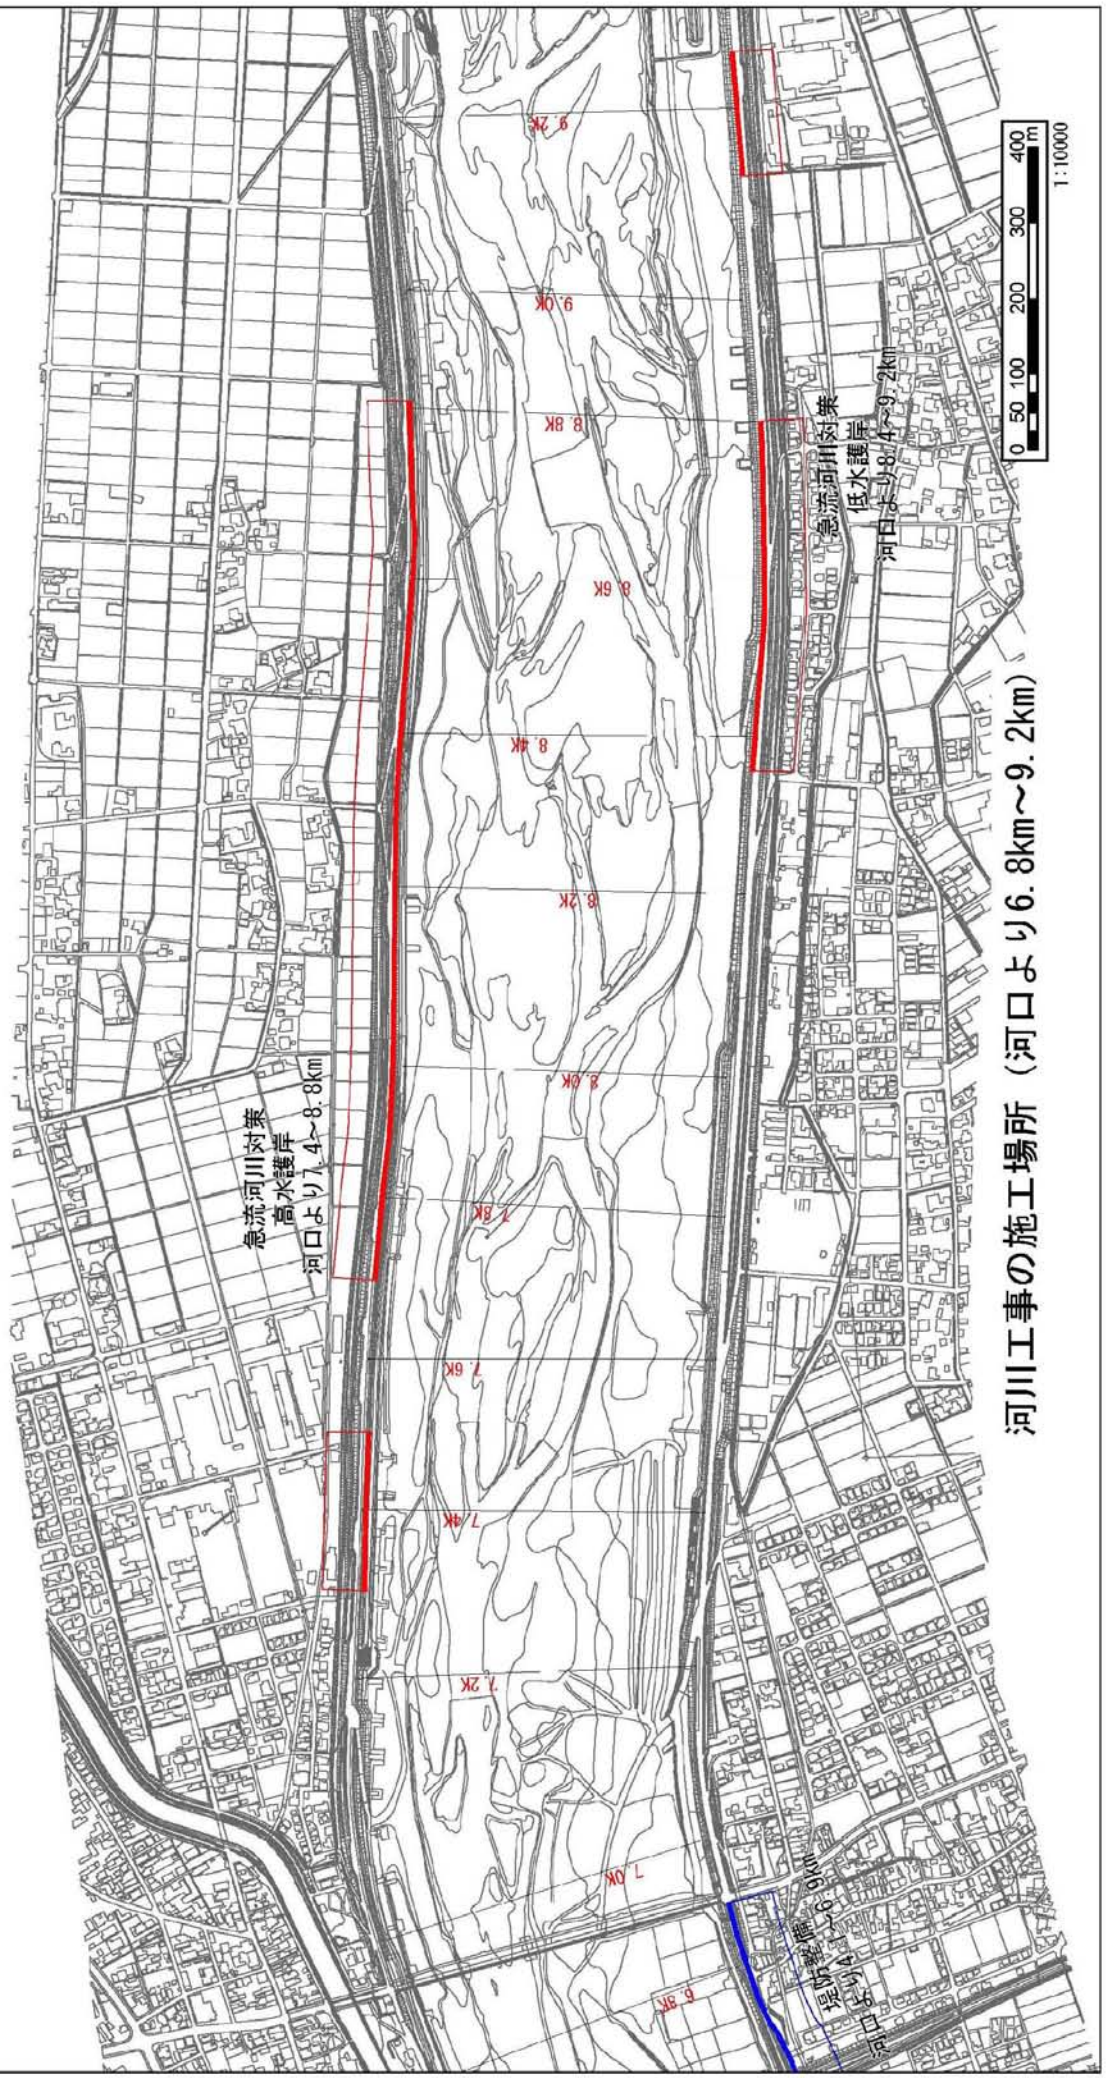 急流河川対策
高水護岸
河口より7.4～8.8km
9.2K
9.0K
8.8K
8.6K
8.4K
8.2K
8.0K
7.8K
7.6K
7.4K
7.2K
7.0K
6.8K
急流河川対策
低水護岸
河口より8.4～9.2km
堤防整備
河口より4.1～6.9km
河川工事の施工場所（河口より6.8km～9.2km）
0 50 100 200 300 400m
1:10000